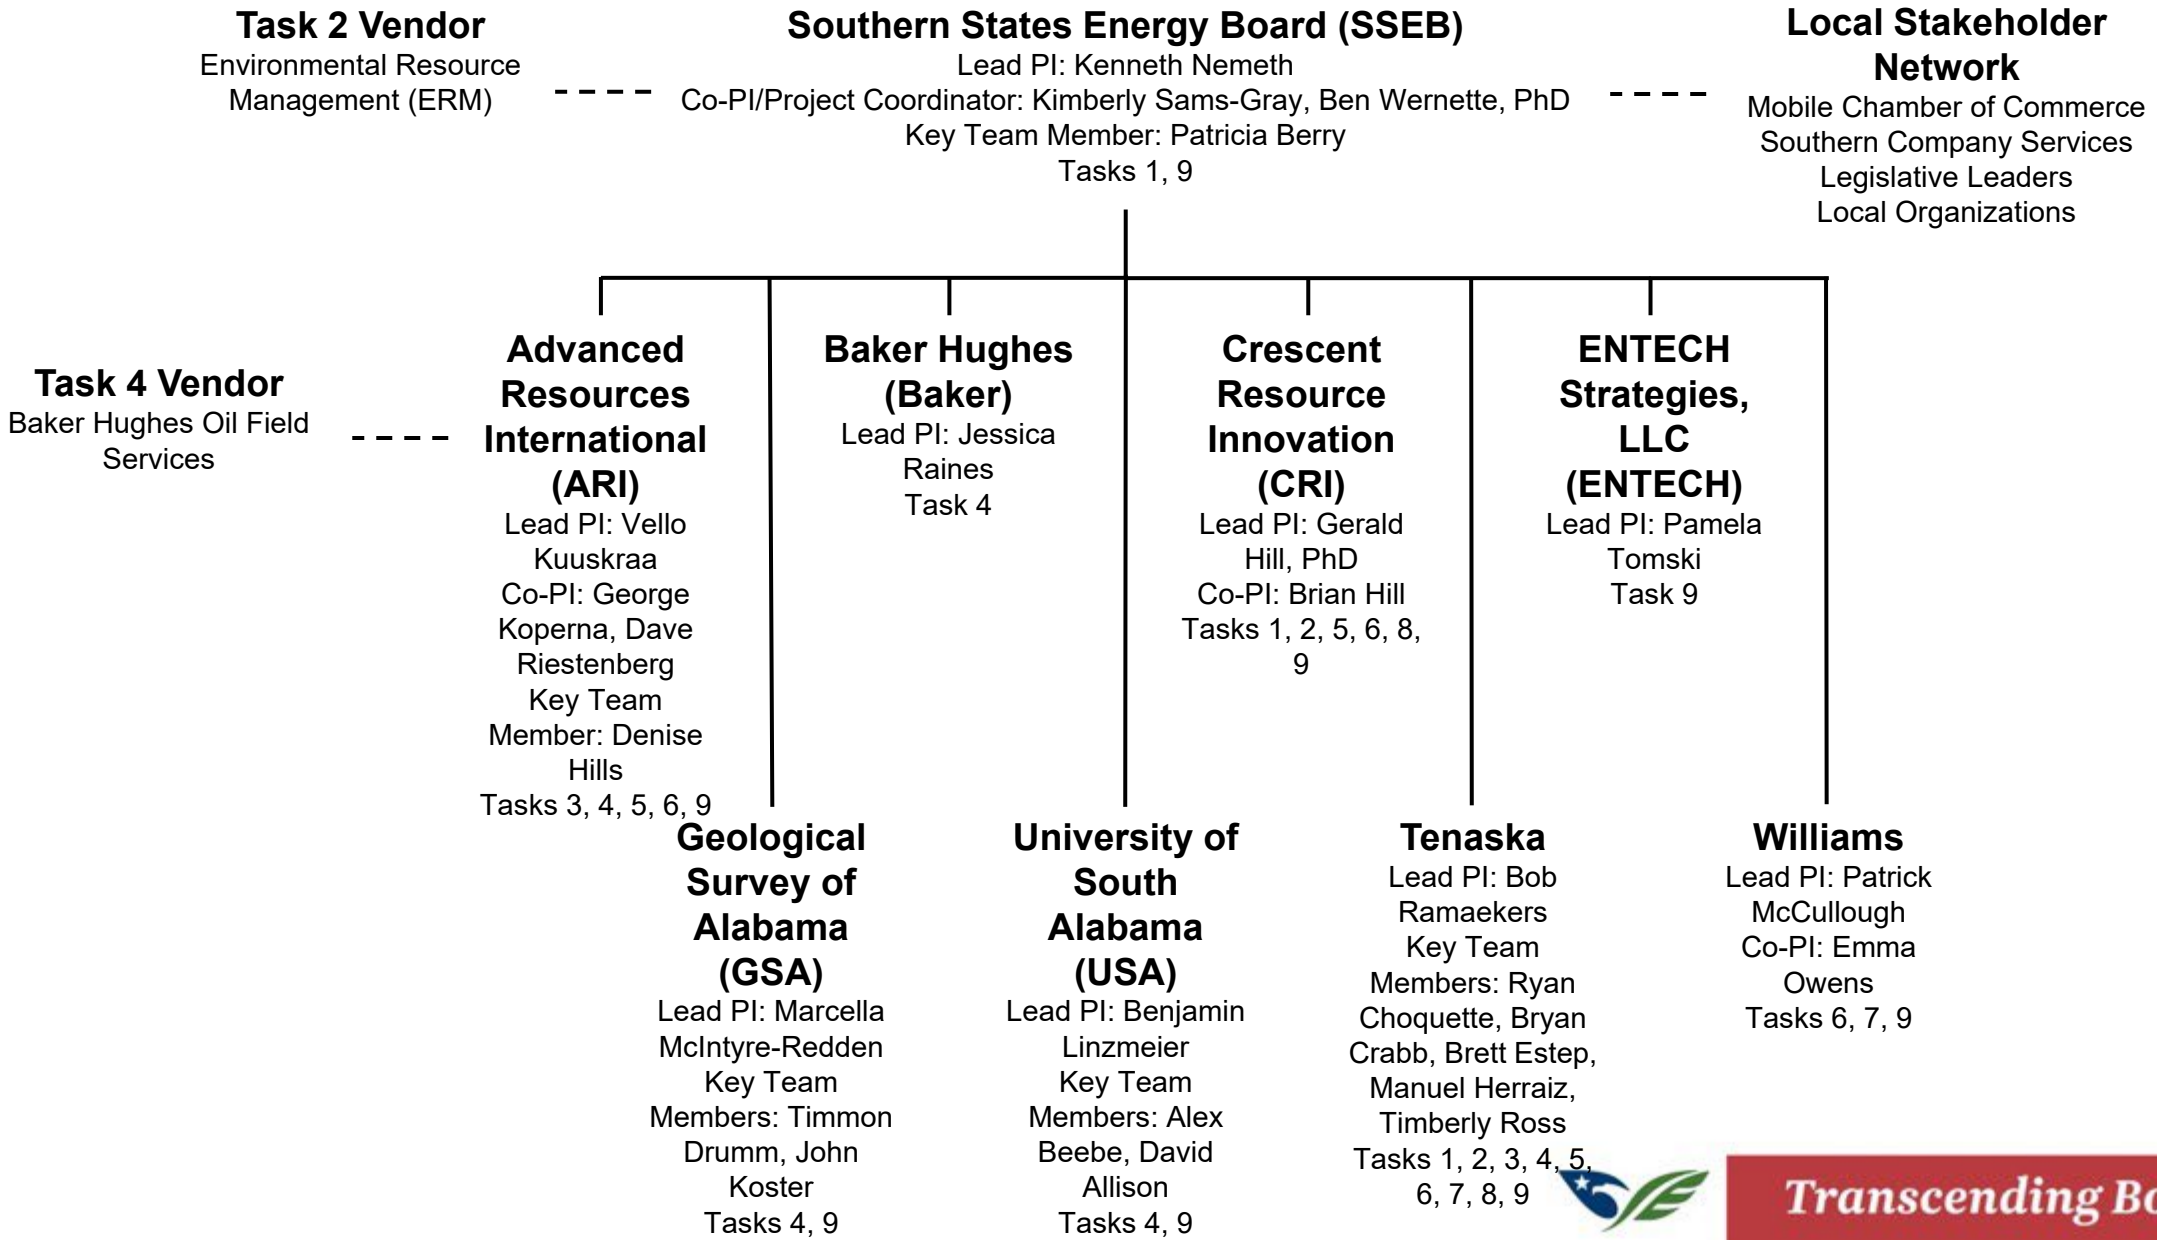 Task 2 Vendor
Environmental Resource
Management (ERM)
Southern States Energy Board (SSEB)
Lead PI: Kenneth Nemeth
Co-PI/Project Coordinator: Kimberly Sams-Gray, Ben Wernette, PhD
Key Team Member: Patricia Berry
Tasks 1, 9
Local Stakeholder
Network
Mobile Chamber of Commerce
Southern Company Services
Legislative Leaders
Local Organizations
Task 4 Vendor
Baker Hughes Oil Field
Services
Advanced
Resources
International
(ARI)
Lead PI: Vello
Kuuskraa
Co-PI: George
Koperna, Dave
Riestenberg
Key Team
Member: Denise
Hills
Tasks 3, 4, 5, 6, 9
Baker Hughes
(Baker)
Lead PI: Jessica
Raines
Task 4
Crescent
Resource
Innovation
(CRI)
Lead PI: Gerald
Hill, PhD
Co-PI: Brian Hill
Tasks 1, 2, 5, 6, 8,
9
ENTECH
Strategies,
LLC
(ENTECH)
Lead PI: Pamela
Tomski
Task 9
Geological
Survey of
Alabama
(GSA)
Lead PI: Marcella
McIntyre-Redden
Key Team
Members: Timmon
Drumm, John
Koster
Tasks 4, 9
University of
South
Alabama
(USA)
Lead PI: Benjamin
Linzmeier
Key Team
Members: Alex
Beebe, David
Allison
Tasks 4, 9
Tenaska
Lead PI: Bob
Ramaekers
Key Team
Members: Ryan
Choquette, Bryan
Crabb, Brett Estep,
Manuel Herraiz,
Timberly Ross
Tasks 1, 2, 3, 4, 5,
6, 7, 8, 9
Williams
Lead PI: Patrick
McCullough
Co-PI: Emma
Owens
Tasks 6, 7, 9
Transcending